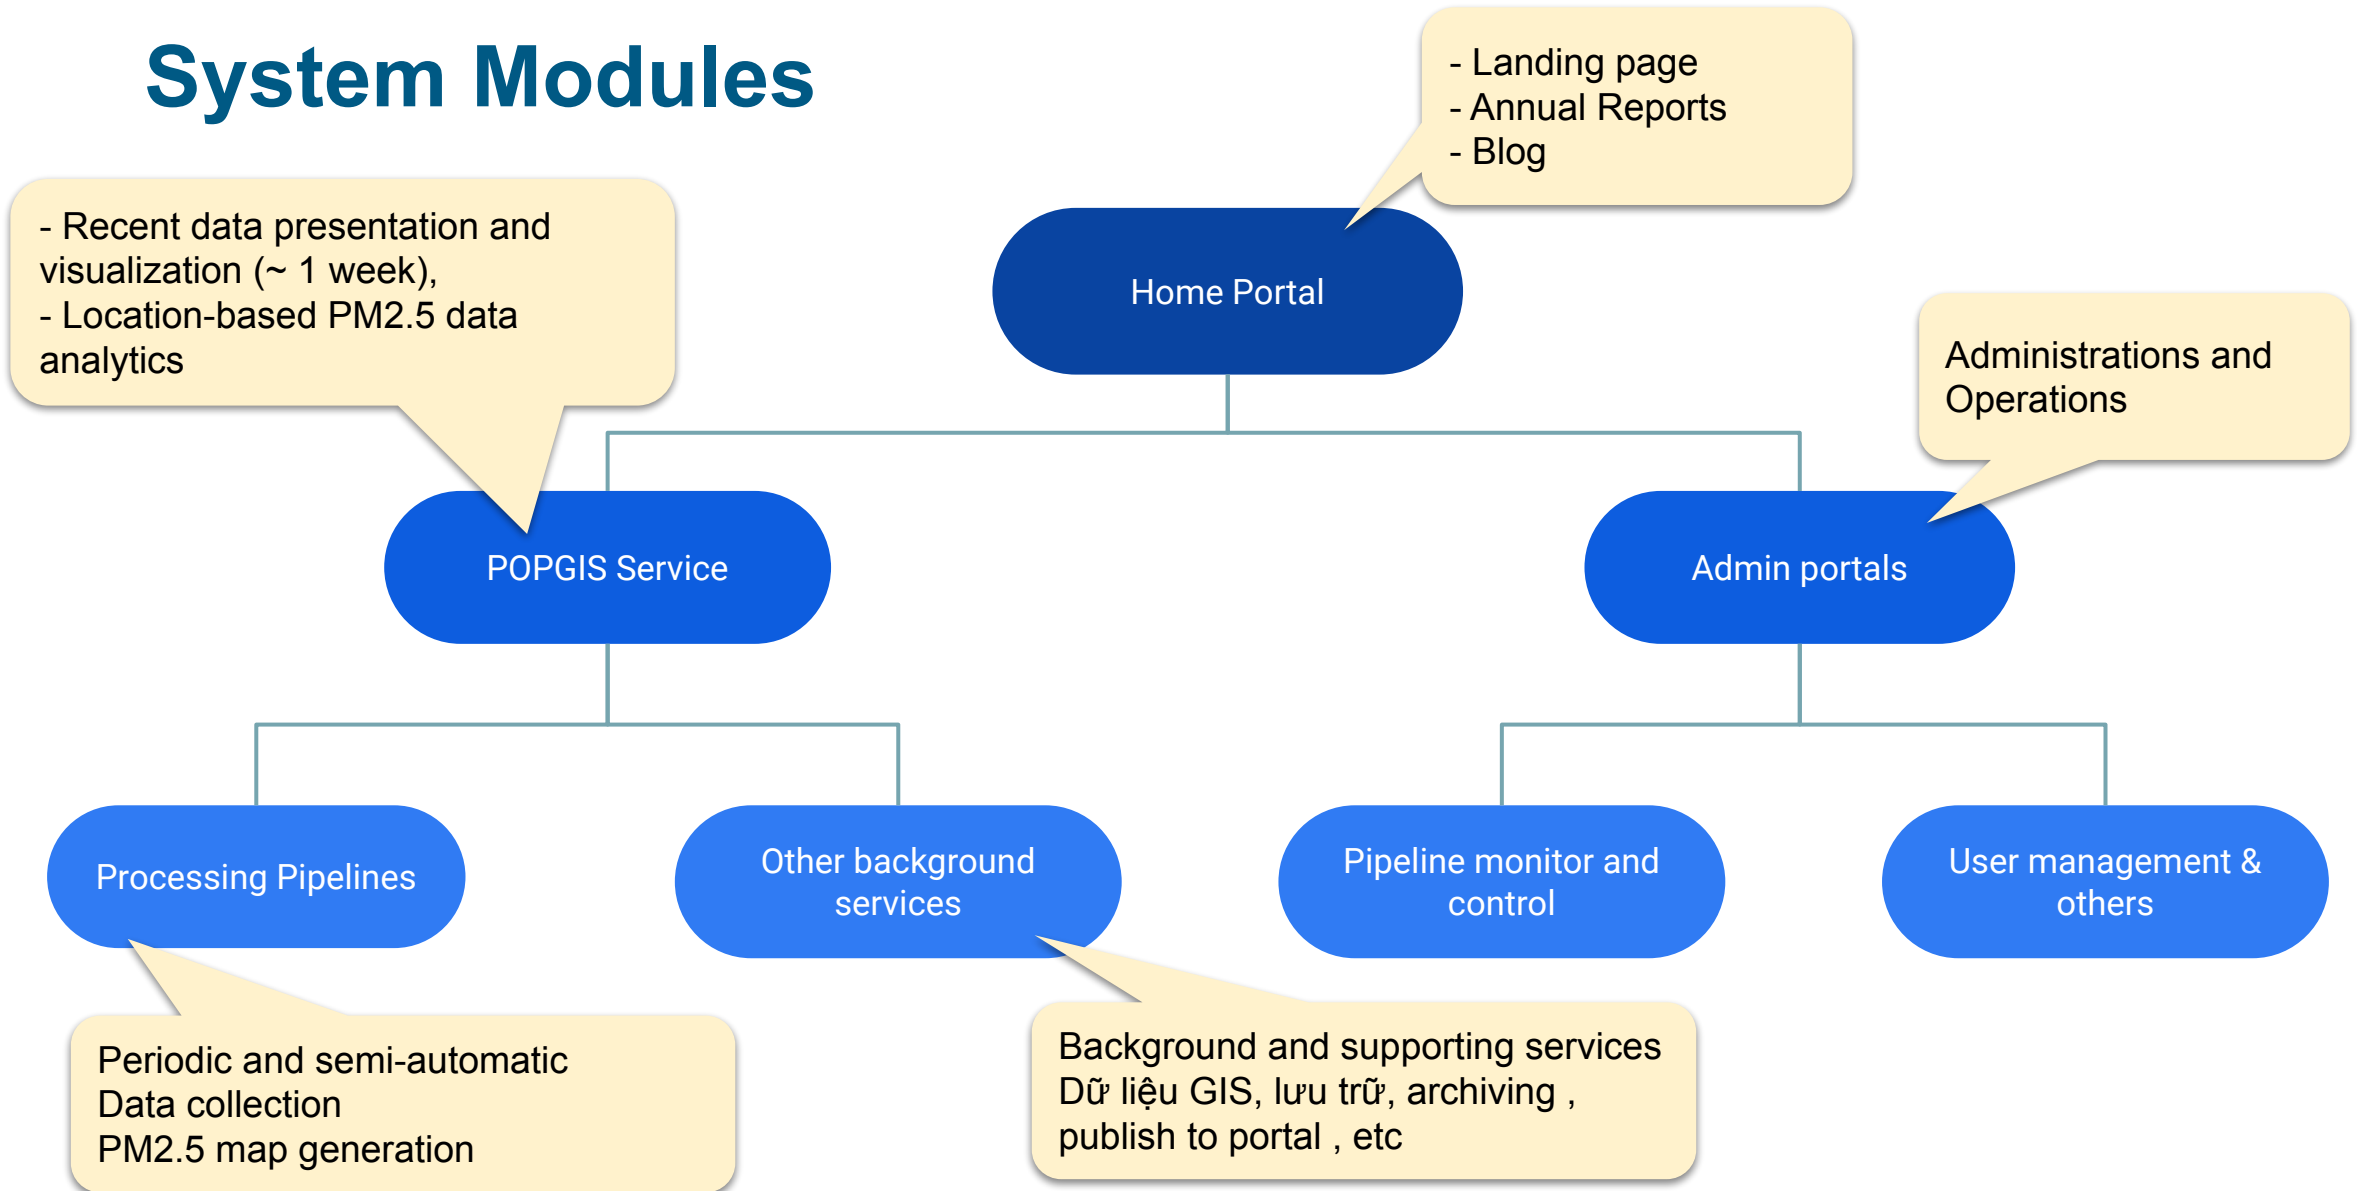 System Modules
- Landing page
- Annual Reports
- Blog
- Recent data presentation and
visualization (~ 1 week),
- Location-based PM2.5 data
analytics
Home Portal
Administrations and
Operations
POPGIS Service
Admin portals
Processing Pipelines
Other background
services
Pipeline monitor and
control
User management &
others
Periodic and semi-automatic
Data collection
PM2.5 map generation
Background and supporting services
Dữ liệu GIS, lưu trữ, archiving ,
publish to portal , etc